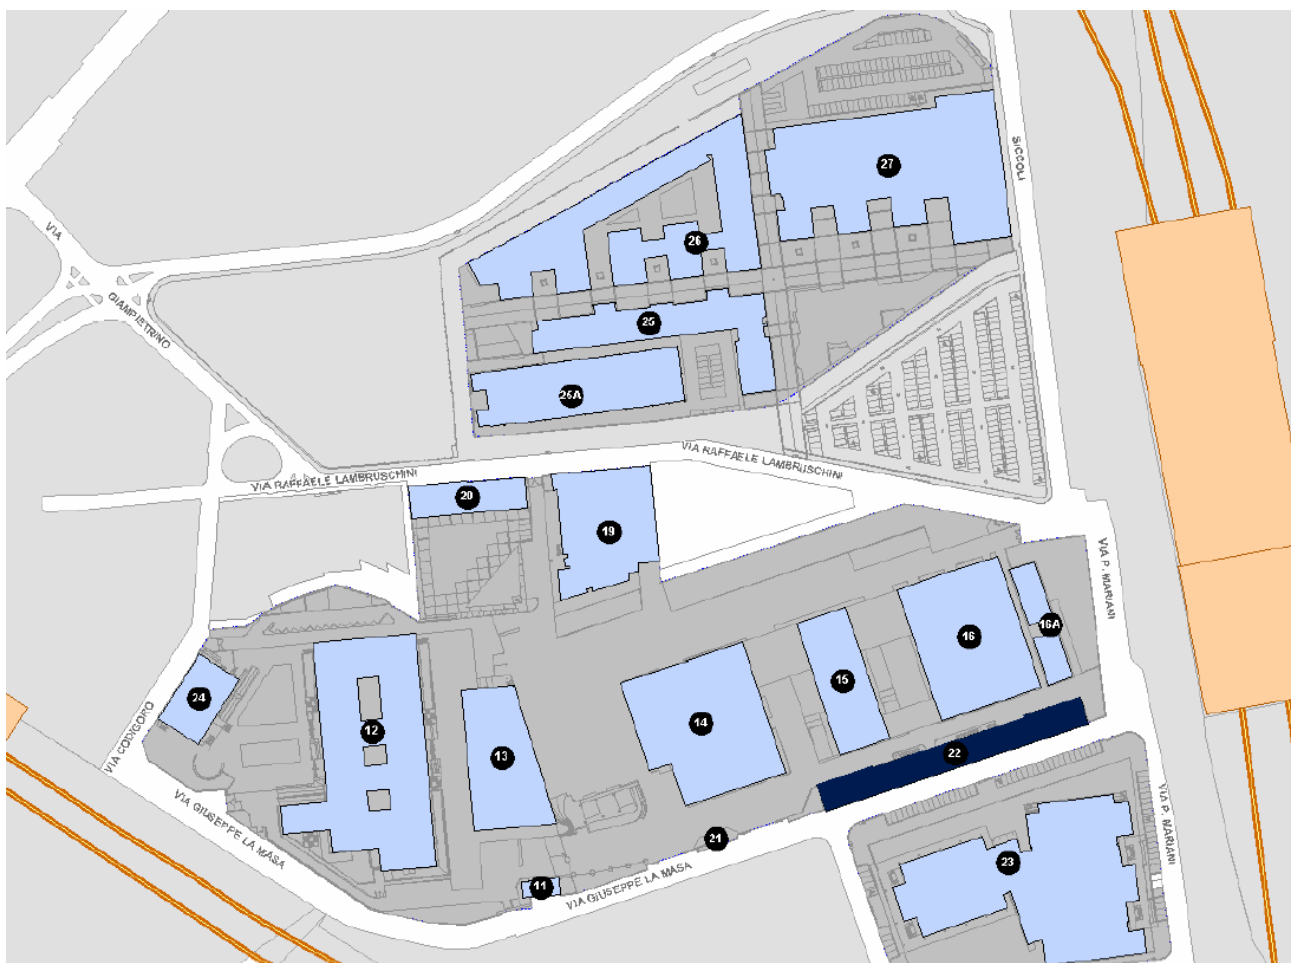 SICCOLI
27
VIA
26
GIAMPIETRINO
25
26A
VIA RAFFAELE LAMBRUSCHINI
VIA RAFFAELE LAMBRUSCHINI
20
19
VIA P. MARIANI
16A
16
15
24
14
12
VIA CODIGORO
13
22
VIA GIUSEPPE LA MASA
VIA P. MARIANI
21
23
11
VIA GIUSEPPE LA MASA